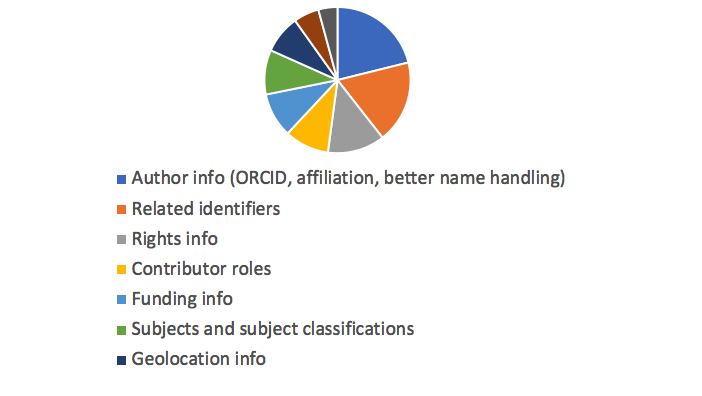 Author info (ORCID, affiliation, better name handling)
Related identifiers
Rights info
Contributor roles
Funding info
Subjects and subject classifications
Geolocation info